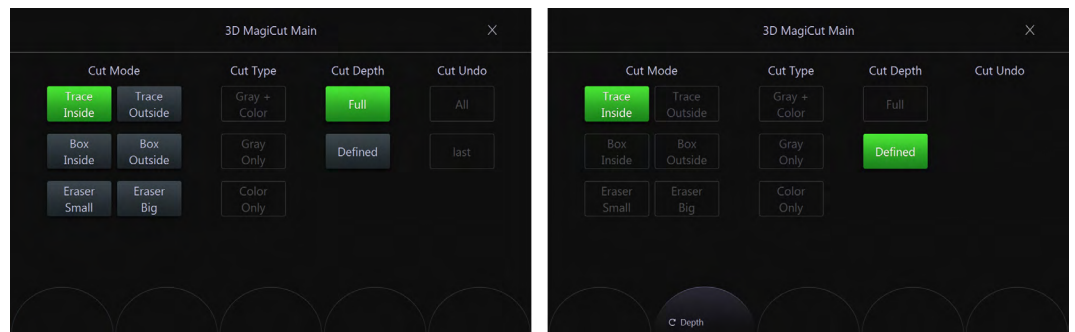 3D MagiCut Main
X
Cut Mode
Cut Type
Cut Depth
Cut Undo
Trace
Inside
Trace
Outside
Gray +
Color
Full
All
Box
Inside
Box
Outside
Gray
Only
Defined
last
Eraser
Small
Eraser
Big
Color
Only
3D MagiCut Main
X
Cut Mode
Cut Type
Cut Depth
Cut Undo
Trace
Inside
Trace
Outside
Gray +
Color
Full
Box
Inside
Box
Outside
Gray
Only
Defined
Eraser
Small
Eraser
Big
Color
Only
Depth